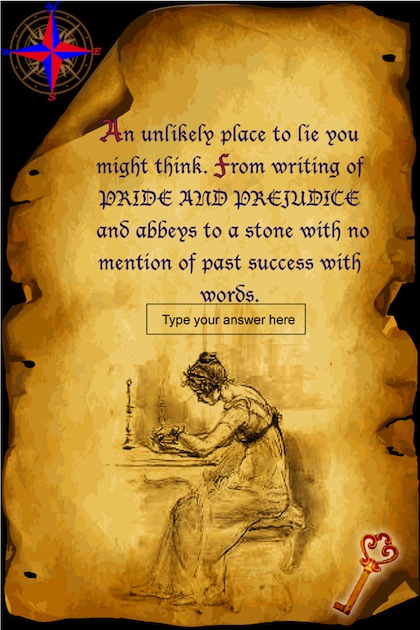 N
W E
S
An unlikely place to lie you
might think. From writing of
PRIDE AND PREJUDICE
and abbeys to a stone with no
mention of past success with
words.
Type your answer here